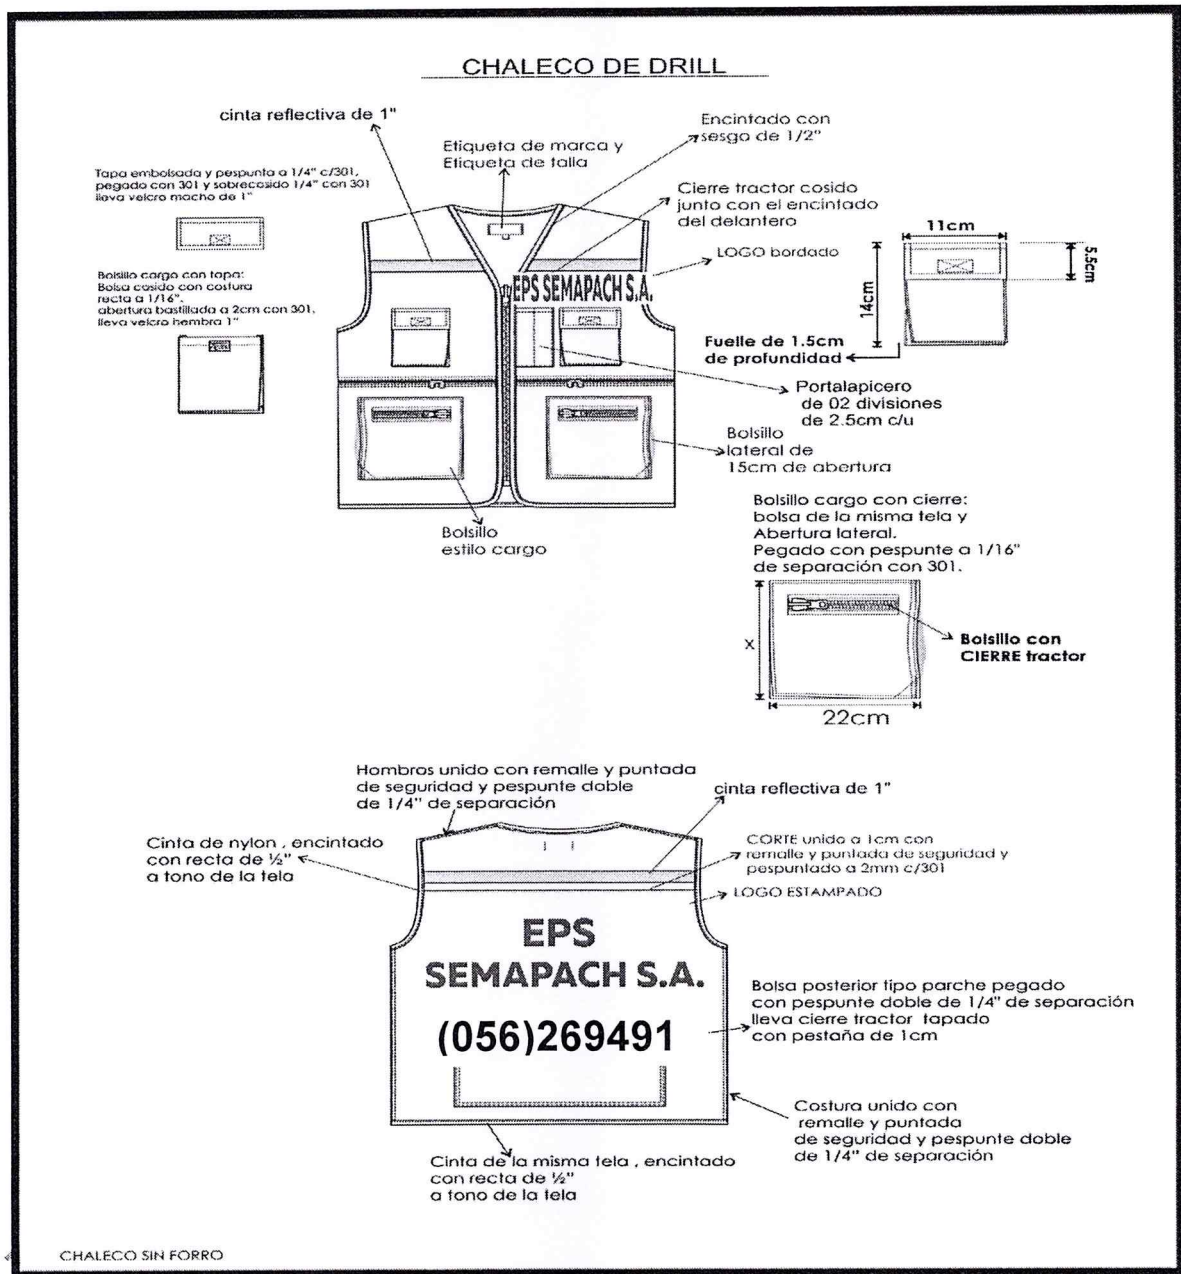 CHALECO DE DRILL
cinta reflectiva de 1"
Etiqueta de marca y
Etiqueta de talla
Encintado con
sesgo de 1/2"
Tapa embolsada y pespunta a 1/4" c/301,
pegado con 301 y sobrecosido 1/4" con 301
lleva velcro macho de 1"
Cierre tractor cosido
junto con el encintado
del delantero
LOGO bordado
11cm
5.5cm
14cm
Bolsillo cargo con tapa:
Bolsa cosido con costura
recta a 1/16",
abertura bastillada a 2cm con 301,
lleva velcro hembra 1"
EPS SEMAPACH S.A.
Fuelle de 1.5cm
de profundidad
Portalapicero
de 02 divisiones
de 2.5cm c/u
Bolsillo
lateral de
15cm de abertura
Bolsillo
estilo cargo
Bolsillo cargo con cierre:
bolsa de la misma tela y
Abertura lateral.
Pegado con pespunte a 1/16"
de separación con 301.
X
Bolsillo con
CIERRE tractor
22cm
Hombros unido con remalle y puntada
de seguridad y pespunte doble
de 1/4" de separación
cinta reflectiva de 1"
Cinta de nylon , encintado
con recta de ½"
a tono de la tela
CORTE unido a 1cm con
remalle y puntada de seguridad y
pespuntado a 2mm c/301
LOGO ESTAMPADO
EPS
SEMAPACH S.A.
(056)269491
Bolsa posterior tipo parche pegado
con pespunte doble de 1/4" de separación
lleva cierre tractor tapado
con pestaña de 1cm
Costura unido con
remalle y puntada
de seguridad y pespunte doble
de 1/4" de separación
Cinta de la misma tela , encintado
con recta de ½"
a tono de la tela
CHALECO SIN FORRO